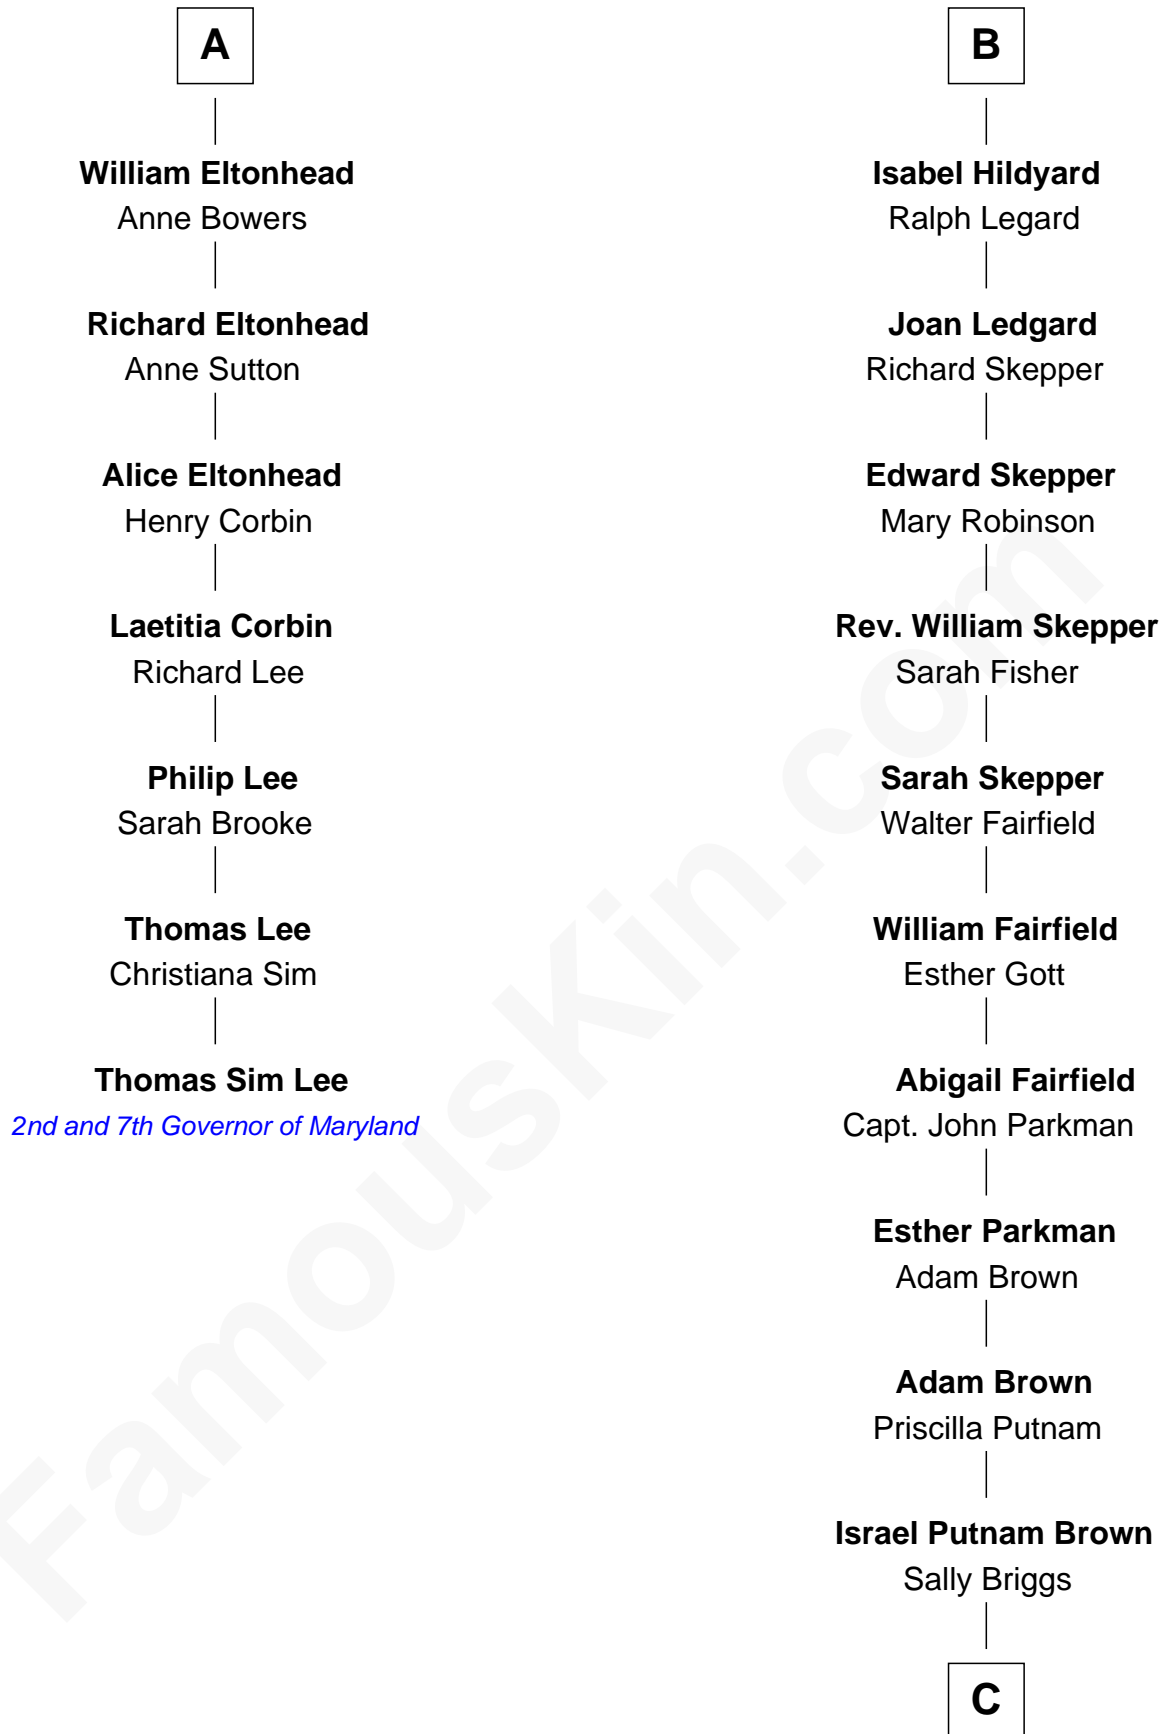 A
William Eltonhead
Anne Bowers
Richard Eltonhead
Anne Sutton
Alice Eltonhead
Henry Corbin
Laetitia Corbin
Richard Lee
Philip Lee
Sarah Brooke
Thomas Lee
Christiana Sim
Thomas Sim Lee
2nd and 7th Governor of Maryland
B
Isabel Hildyard
Ralph Legard
Joan Ledgard
Richard Skepper
Edward Skepper
Mary Robinson
Rev. William Skepper
Sarah Fisher
Sarah Skepper
Walter Fairfield
William Fairfield
Esther Gott
Abigail Fairfield
Capt. John Parkman
Esther Parkman
Adam Brown
Adam Brown
Priscilla Putnam
Israel Putnam Brown
Sally Briggs
C
FamousKin.com